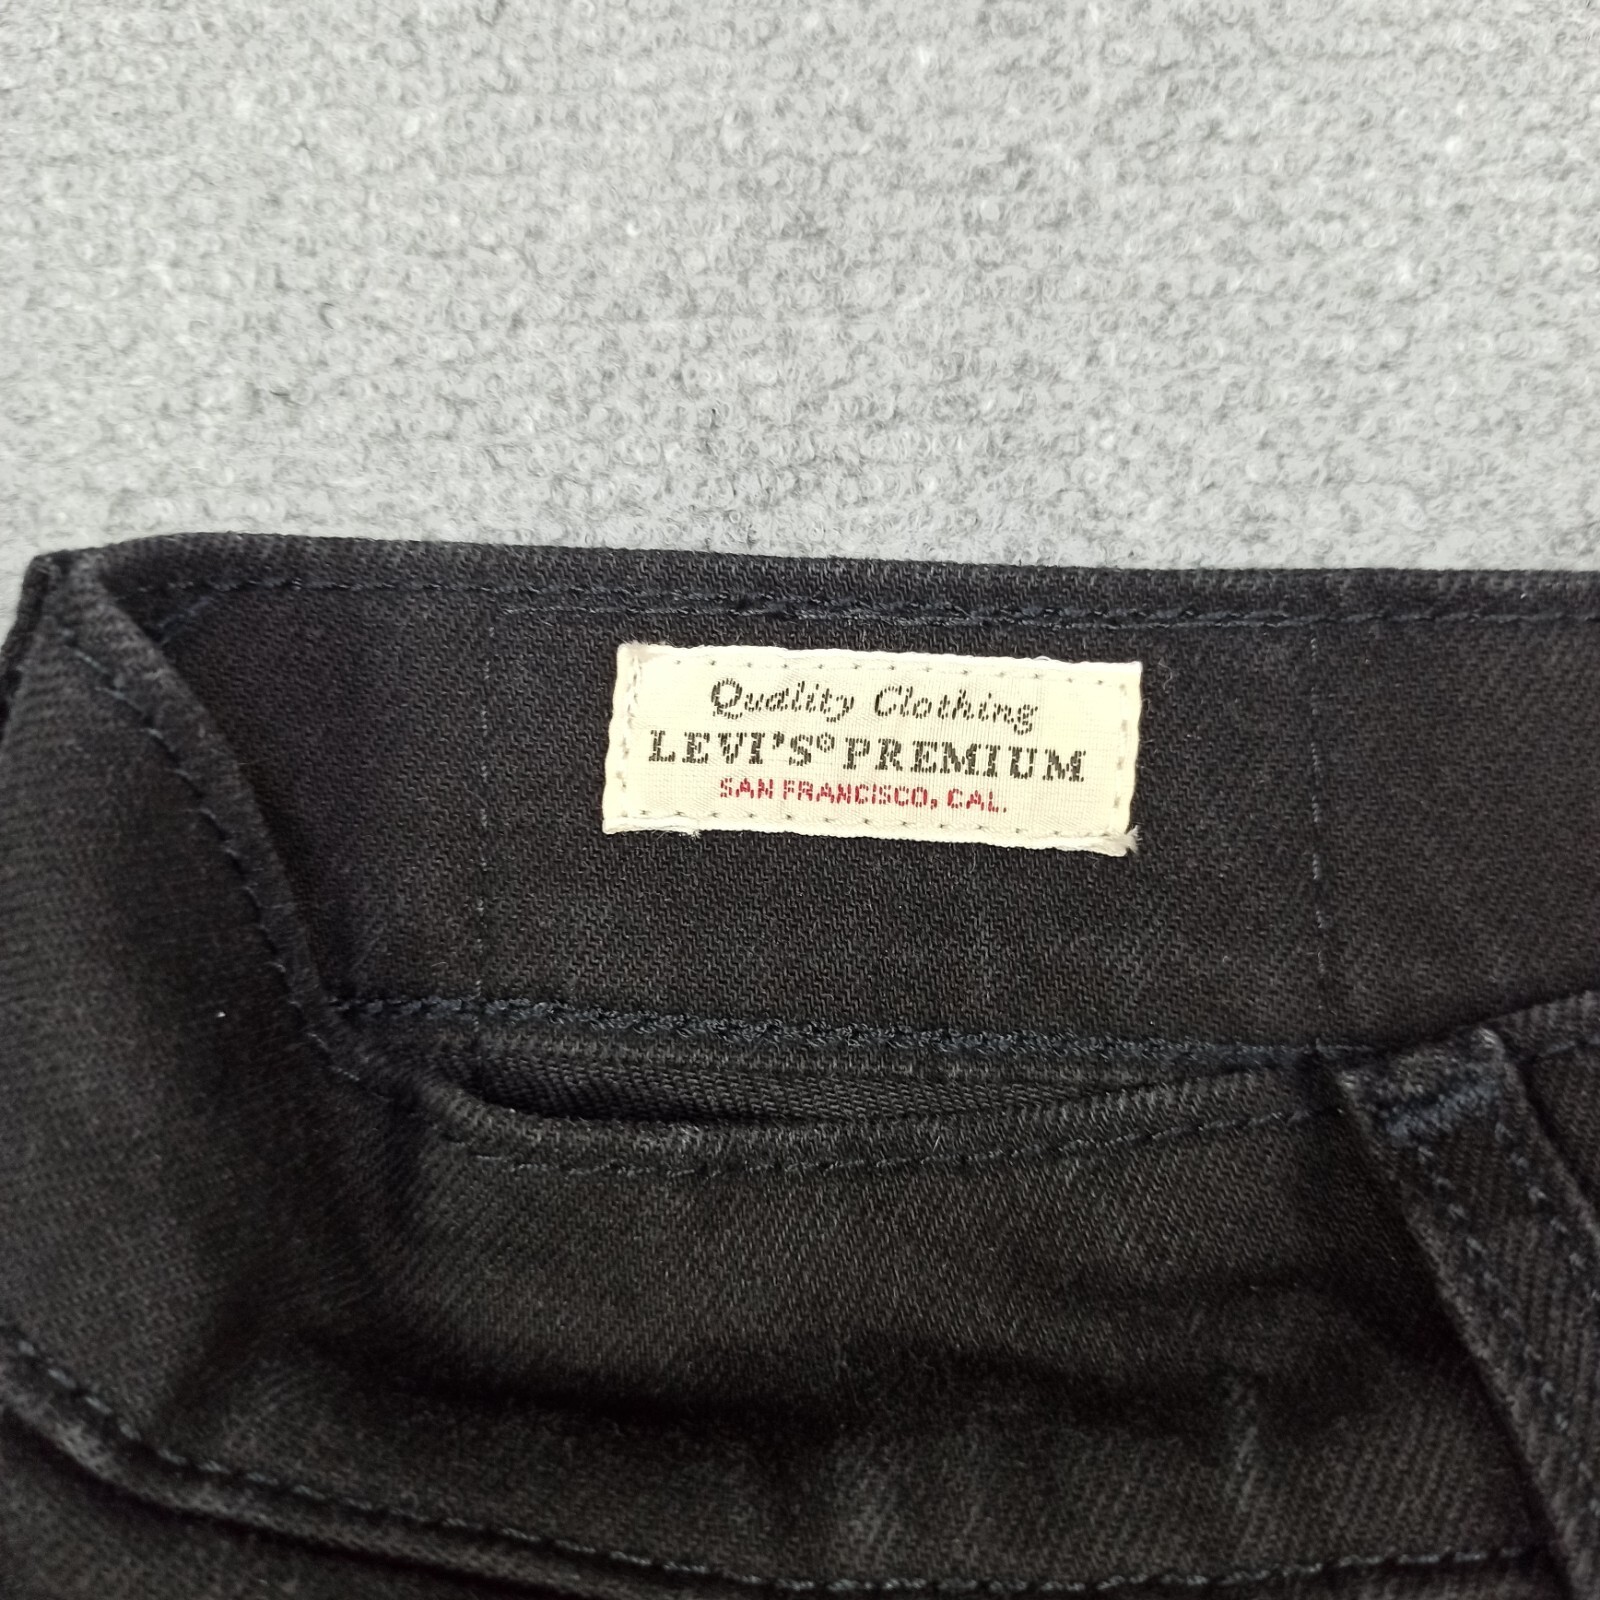 Quality Clothing
LEVI'S® PREMIUM
SAN FRANCISCO, CAL.